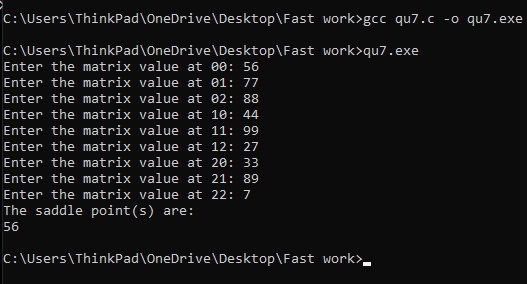 C:\Users\ThinkPad\OneDrive\Desktop\Fast work>gcc qu7.c -o qu7.exe
C:\Users\ThinkPad\OneDrive\Desktop\Fast work>qu7.exe
Enter the matrix value at 00: 56
Enter the matrix value at 01: 77
Enter the matrix value at 02: 88
Enter the matrix value at 10: 44
Enter the matrix value at 11: 99
Enter the matrix value at 12: 27
Enter the matrix value at 20: 33
Enter the matrix value at 21: 89
Enter the matrix value at 22: 7
The saddle point(s) are:
56
C:\Users\ThinkPad\OneDrive\Desktop\Fast work>